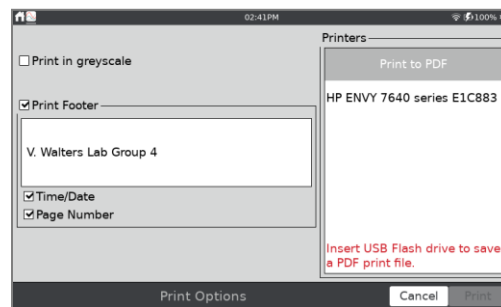 02:41PM
100%
Print in greyscale
Print Footer
V. Walters Lab Group 4
Time/Date
Page Number
Printers
Print to PDF
HP ENVY 7640 series E1C883
Insert USB Flash drive to save
a PDF print file.
Print Options
Cancel
Print